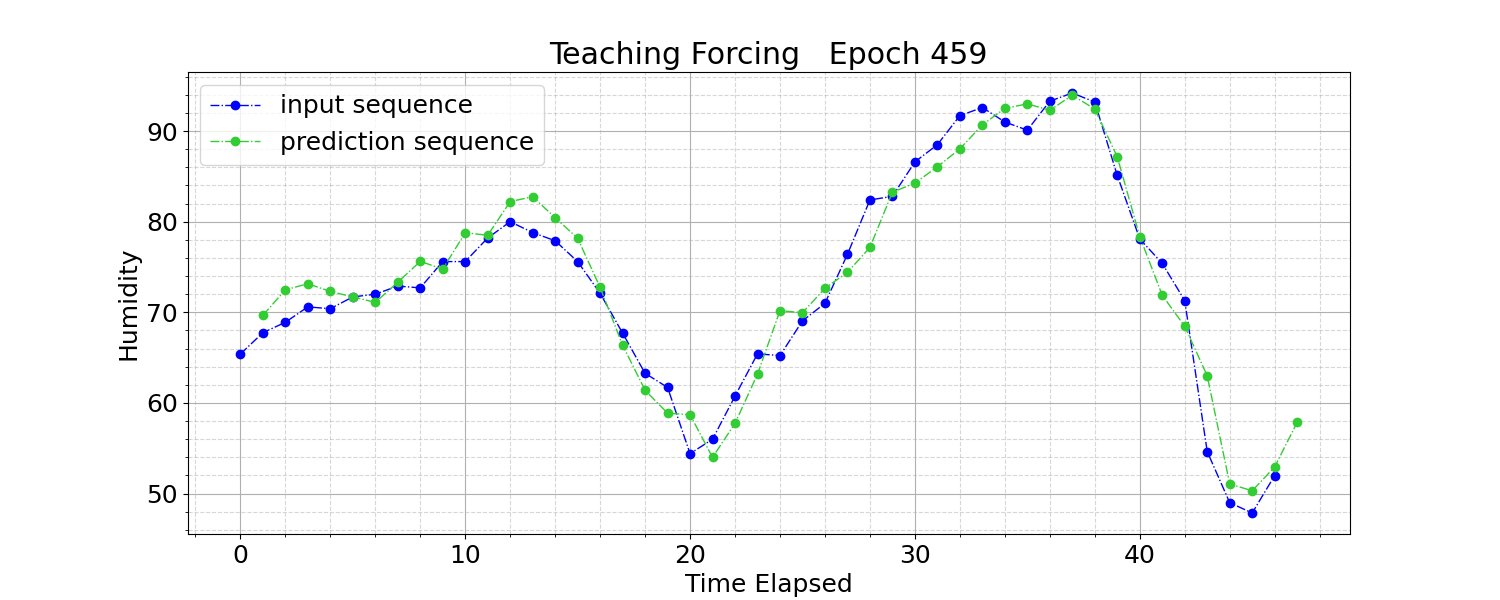 Teaching Forcing   Epoch 459
input sequence
prediction sequence
Humidity
90
80
70
60
50
0 10 20 30 40
Time Elapsed